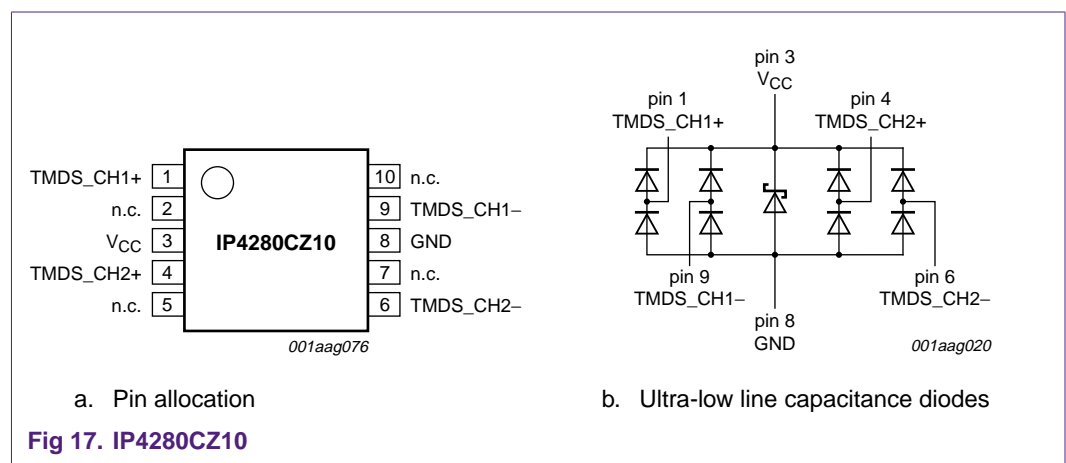 TMDS_CH1+ 1
n.c. 2
VCC 3
TMDS_CH2+ 4
n.c. 5
IP4280CZ10
10 n.c.
9 TMDS_CH1−
8 GND
7 n.c.
6 TMDS_CH2−
001aag076
a. Pin allocation
pin 3
VCC
pin 1
TMDS_CH1+
pin 4
TMDS_CH2+
pin 9
TMDS_CH1−
pin 6
TMDS_CH2−
pin 8
GND
001aag020
b. Ultra-low line capacitance diodes
Fig 17. IP4280CZ10